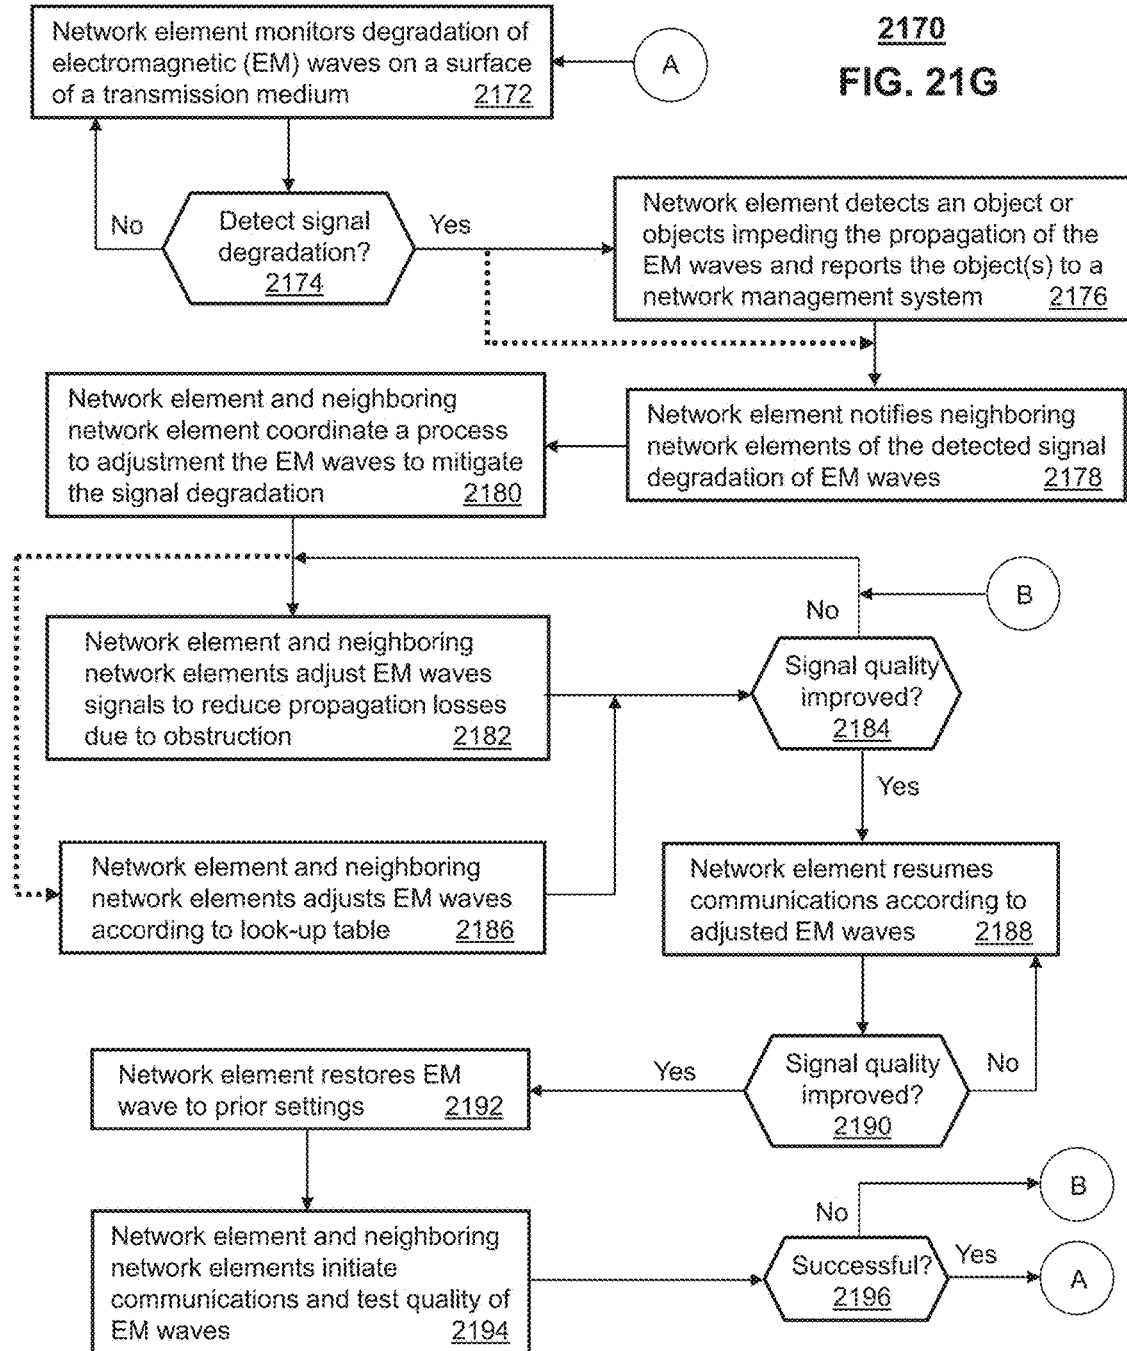 2170
FIG. 21G
Network element monitors degradation of
electromagnetic (EM) waves on a surface
of a transmission medium 2172
A
No
Detect signal
degradation?
2174
Yes
Network element detects an object or
objects impeding the propagation of the
EM waves and reports the object(s) to a
network management system 2176
Network element and neighboring
network element coordinate a process
to adjustment the EM waves to mitigate
the signal degradation 2180
Network element notifies neighboring
network elements of the detected signal
degradation of EM waves 2178
B
No
Network element and neighboring
network elements adjust EM waves
signals to reduce propagation losses
due to obstruction 2182
Signal quality
improved?
2184
Yes
Network element and neighboring
network elements adjusts EM waves
according to look-up table 2186
Network element resumes
communications according to
adjusted EM waves 2188
Network element restores EM
wave to prior settings 2192
Yes
Signal quality
improved?
2190
No
Network element and neighboring
network elements initiate
communications and test quality of
EM waves 2194
No
B
Successful?
2196
Yes
A